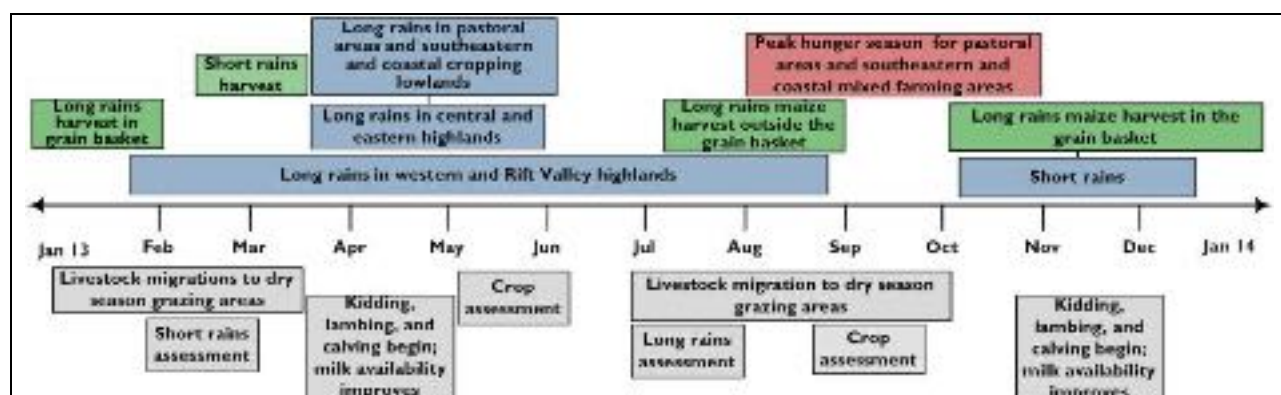 Long rains in pastoral
areas and southeastern
and coastal cropping
lowlands
Peak hunger season for pastoral
areas and southeastern and
coastal mixed farming areas
Short rains
harvest
Long rains
harvest in
grain basket
Long rains in central and
eastern highlands
Long rains maize
harvest outside the
grain basket
Long rains maize harvest in the
grain basket
Long rains in western and Rift Valley highlands
Short rains
Jan 13 Feb Mar Apr May Jun Jul Aug Sep Oct Nov Dec Jan 14
Livestock migrations to dry
season grazing areas
Short rains
assessment
Kidding,
lambing, and
calving begin;
milk availability
improves
Crop
assessment
Livestock migration to dry season
grazing areas
Long rains
assessment
Crop
assessment
Kidding,
lambing, and
calving begin;
milk availability
improves